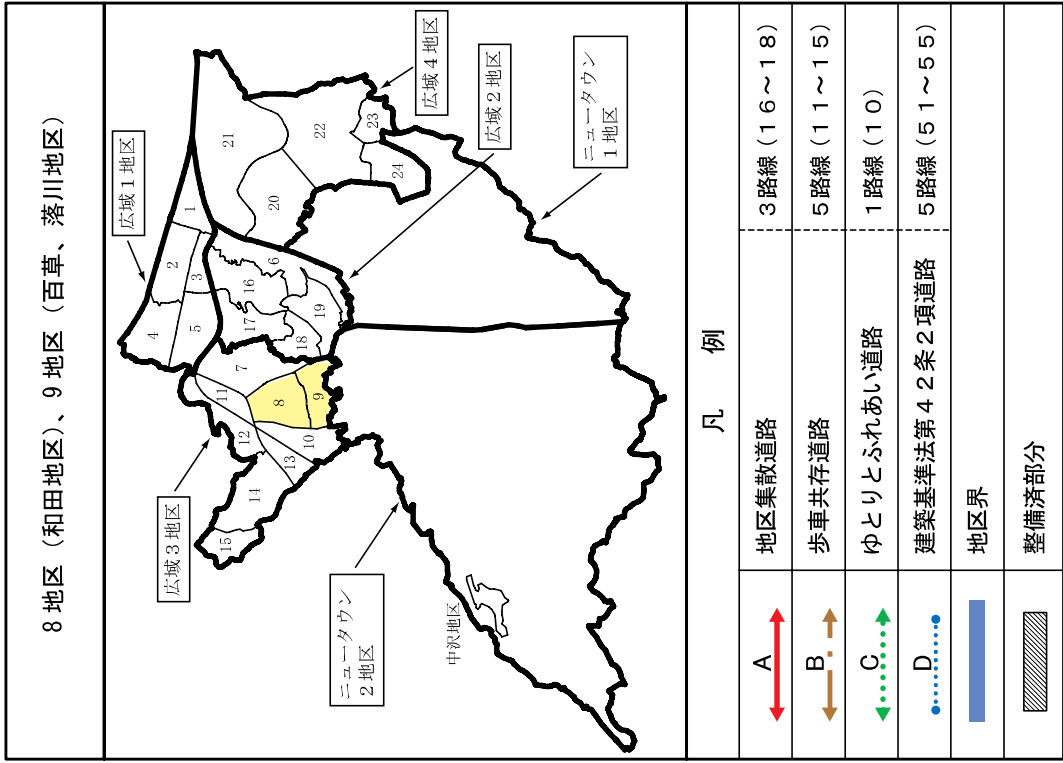 8地区（和田地区）、9地区（百草、落川地区）
広域1地区
広域2地区
広域3地区
広域4地区
ニュータウン
1地区
ニュータウン
2地区
中沢地区
1
2
3
4
5
6
7
8
9
10
11
12
13
14
15
16
17
18
19
20
21
22
23
24
凡 例
A 地区集散道路 3路線（16～18）
B 歩車共存道路 5路線（11～15）
C ゆとりとふれあい道路 1路線（10）
D 建築基準法第42条2項道路 5路線（51～55）
地区界
整備済部分